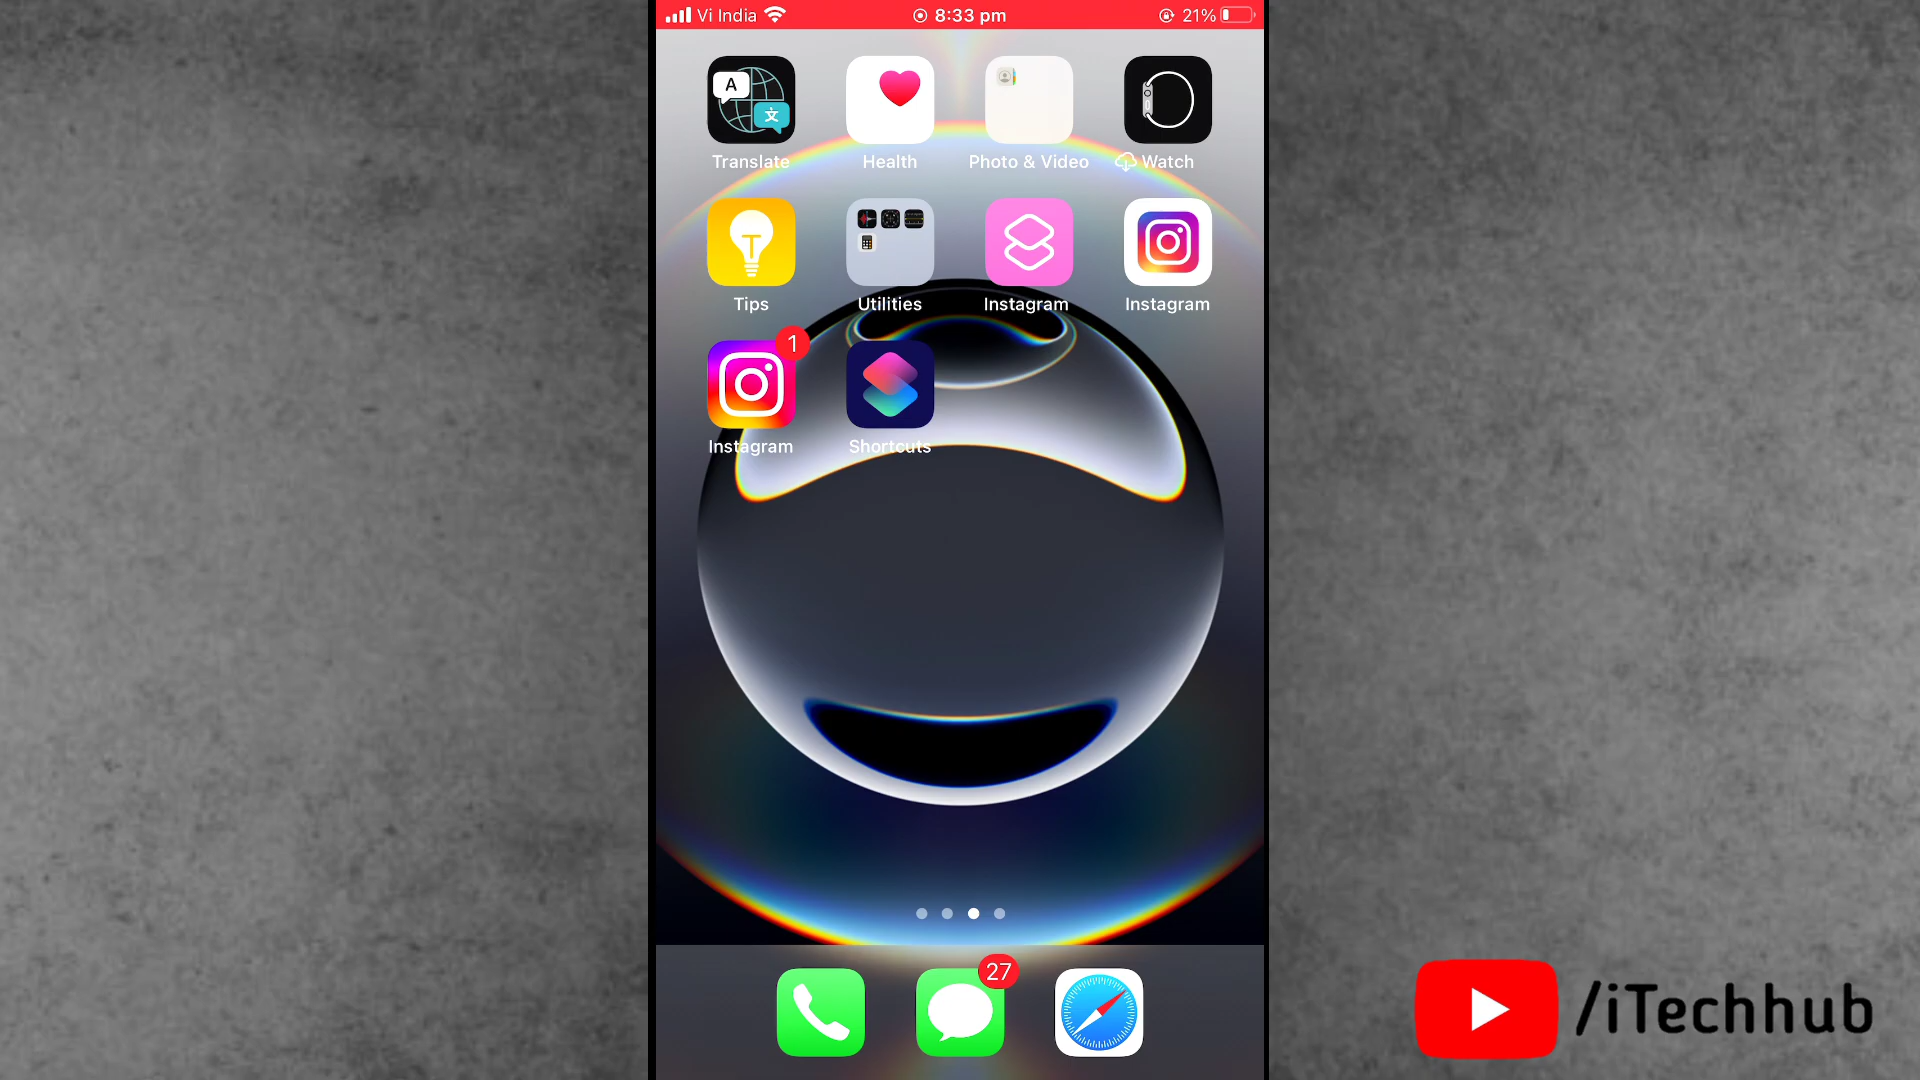 Vi India 8:33 pm 21%
A
文
Translate Health Photo & Video Watch
Tips Utilities Instagram Instagram
1
Instagram Shortcuts
27
/iTechhub